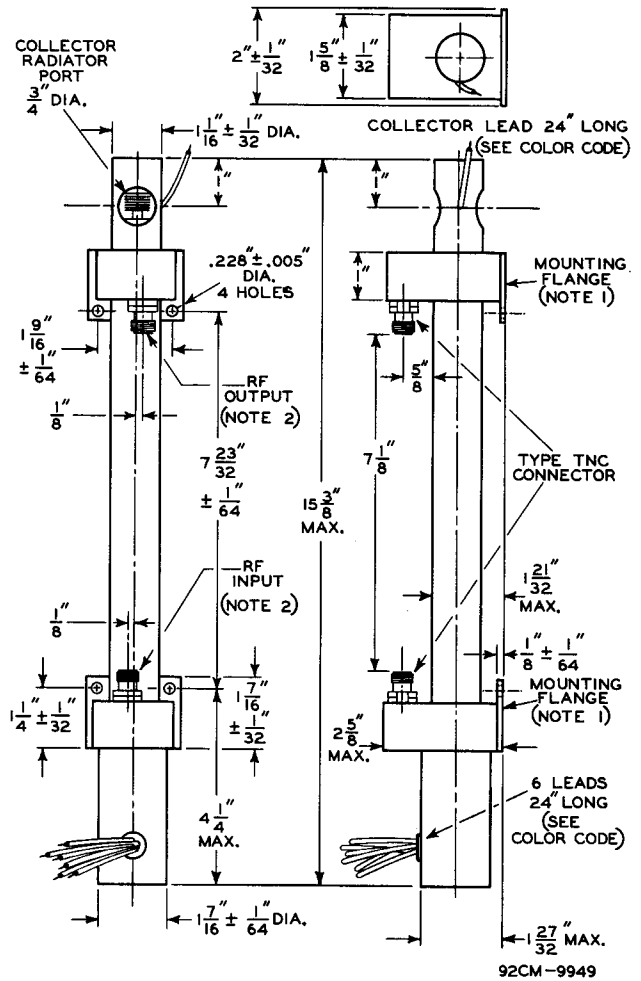 COLLECTOR
RADIATOR
PORT
3/4" DIA.
2" ± 1/32"
1 5/8" ± 1/32"
1 1/16" ± 1/32" DIA.
COLLECTOR LEAD 24" LONG
(SEE COLOR CODE)
1"
1"
.228" ± .005"
DIA.
4 HOLES
1"
MOUNTING
FLANGE
(NOTE 1)
1 9/16"
± 1/64"
RF
OUTPUT
(NOTE 2)
5/8"
1/8"
7 23/32"
± 1/64"
15 3/8"
MAX.
7 1/8"
TYPE TNC
CONNECTOR
RF
INPUT
(NOTE 2)
1/8"
1 21/32"
MAX.
1/8" ± 1/64"
1 1/4" ± 1/32"
1 7/16"
± 1/32"
MOUNTING
FLANGE
(NOTE 1)
2 5/8"
MAX.
4 1/4"
MAX.
6 LEADS
24" LONG
(SEE
COLOR CODE)
1 7/16" ± 1/64" DIA.
1 27/32" MAX.
92CM-9949